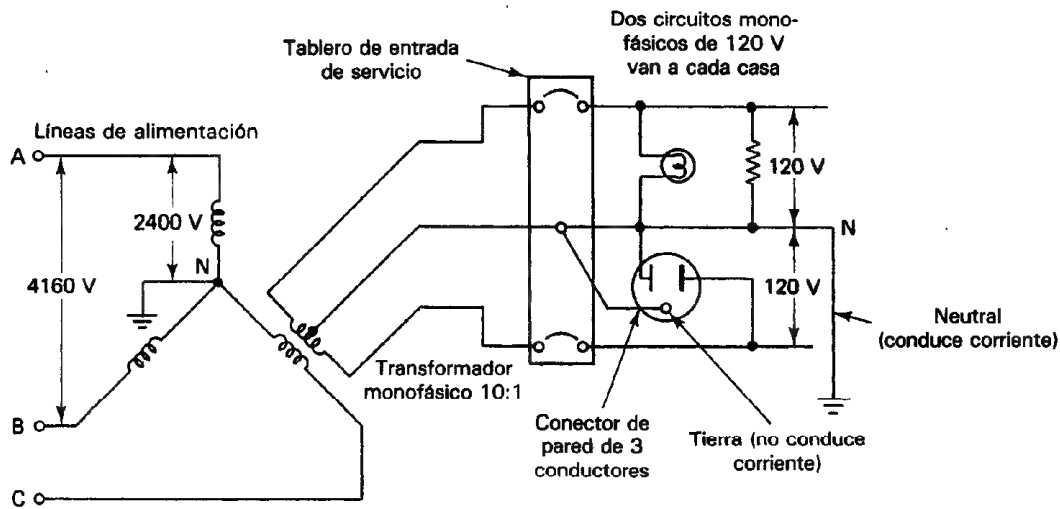 Dos circuitos mono-
fásicos de 120 V
van a cada casa
Tablero de entrada
de servicio
Líneas de alimentación
A
2400 V
4160 V
N
B
C
Transformador
monofásico 10:1
120 V
N
120 V
Neutral
(conduce corriente)
Conector de
pared de 3
conductores
Tierra (no conduce
corriente)